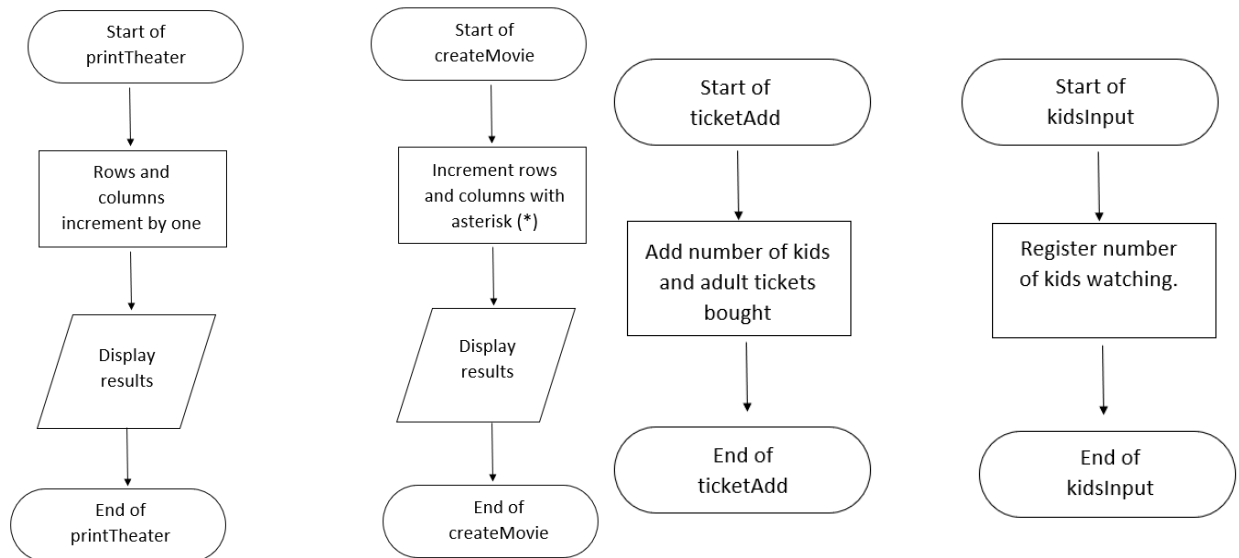 Start of
printTheater
Rows and
columns
increment by one
Display
results
End of
printTheater
Start of
createMovie
Increment rows
and columns with
asterisk (*)
Display
results
End of
createMovie
Start of
ticketAdd
Add number of kids
and adult tickets
bought
End of
ticketAdd
Start of
kidsInput
Register number
of kids watching.
End of
kidsInput